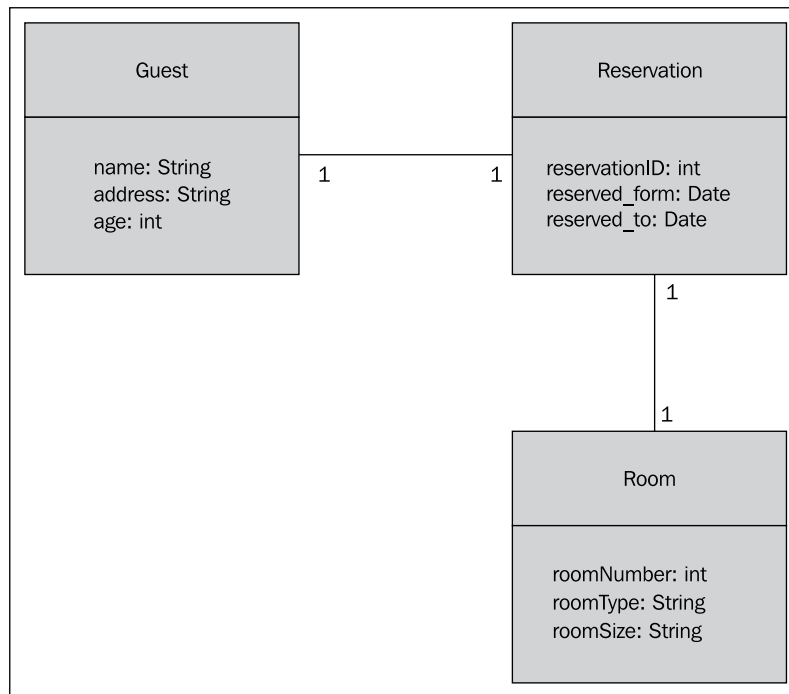 Guest
name: String
address: String
age: int
1
1
Reservation
reservationID: int
reserved_form: Date
reserved_to: Date
1
1
Room
roomNumber: int
roomType: String
roomSize: String